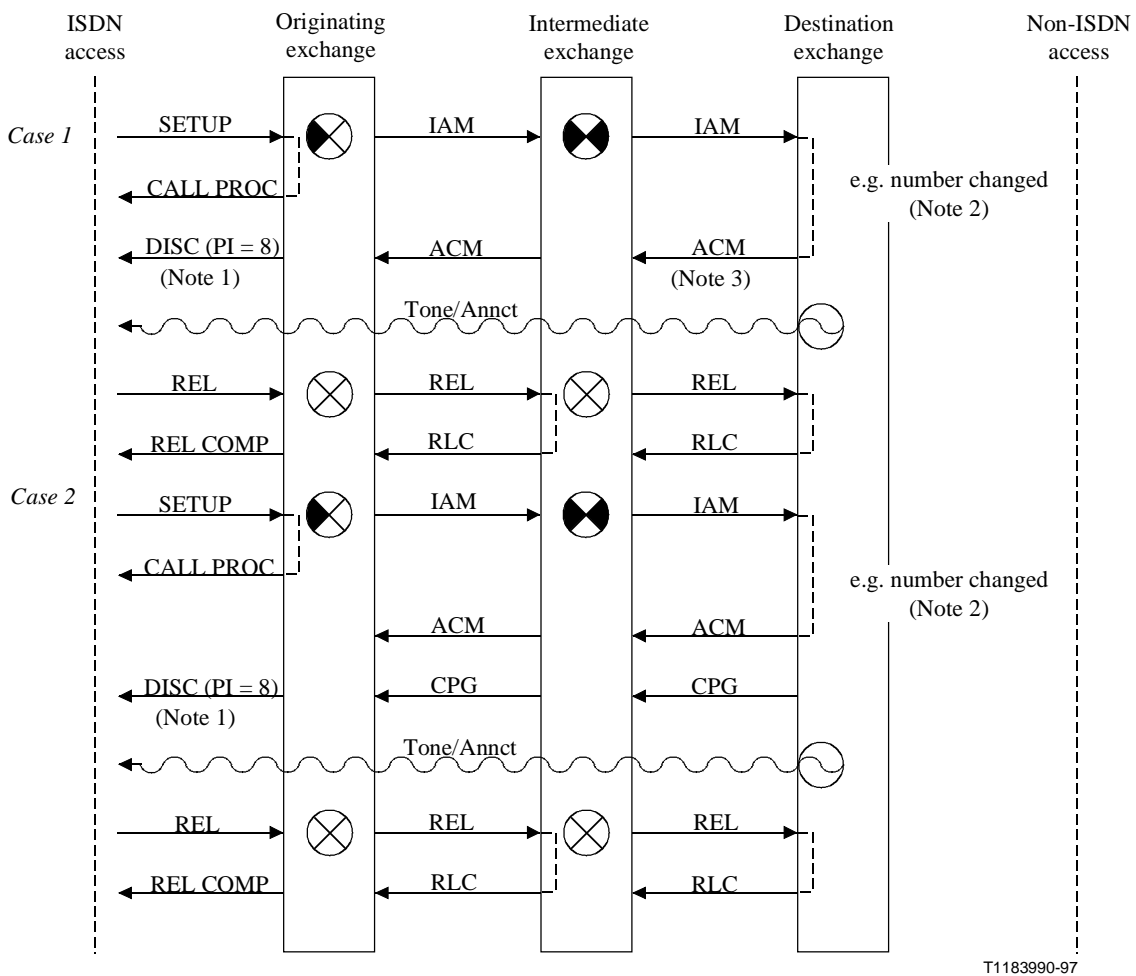 ISDN
access
Originating
exchange
Intermediate
exchange
Destination
exchange
Non-ISDN
access
Case 1
SETUP
IAM
IAM
CALL PROC
e.g. number changed
(Note 2)
DISC (PI = 8)
(Note 1)
ACM
ACM
(Note 3)
Tone/Annct
REL
REL
REL
REL COMP
RLC
RLC
Case 2
SETUP
IAM
IAM
CALL PROC
e.g. number changed
(Note 2)
ACM
ACM
DISC (PI = 8)
(Note 1)
CPG
CPG
Tone/Annct
REL
REL
REL
REL COMP
RLC
RLC
T1183990-97